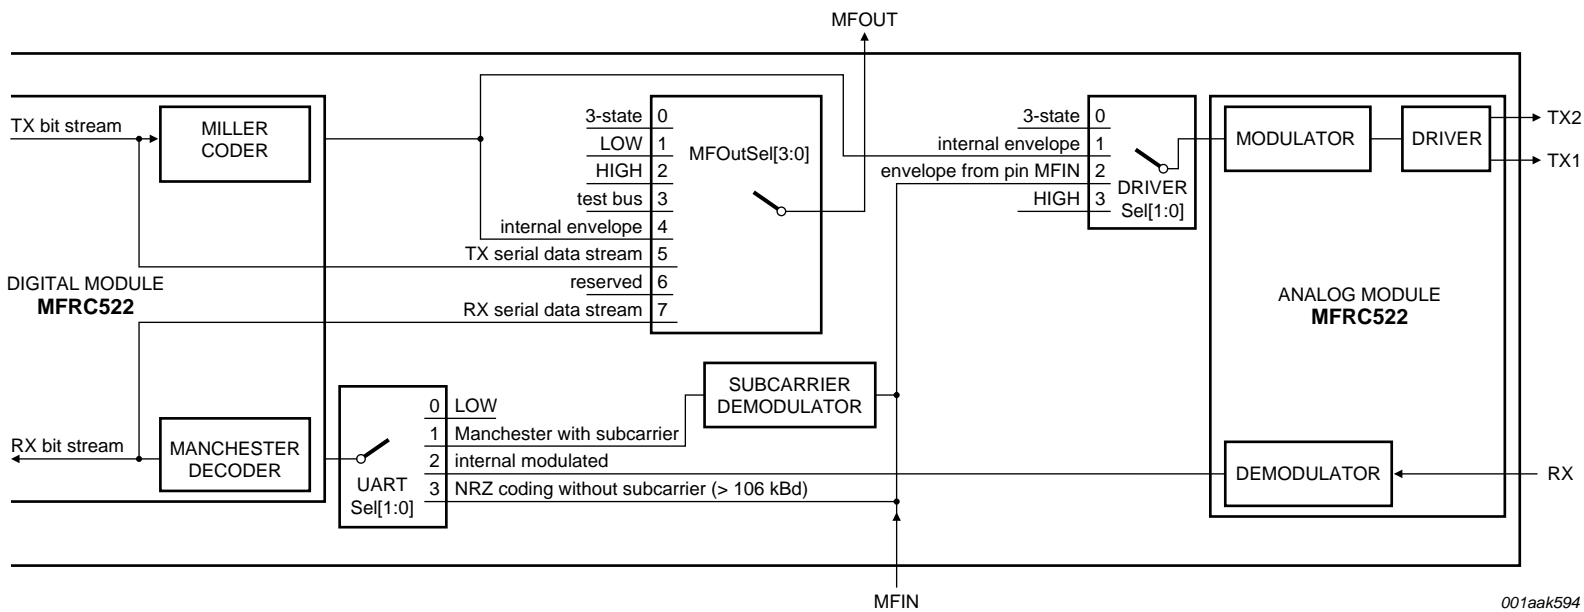 MFOUT
TX bit stream
MILLER
CODER
3-state 0
LOW 1
HIGH 2
test bus 3
internal envelope 4
TX serial data stream 5
reserved 6
RX serial data stream 7
MFOutSel[3:0]
3-state 0
internal envelope 1
envelope from pin MFIN 2
HIGH 3
DRIVER
Sel[1:0]
MODULATOR
DRIVER
TX2
TX1
DIGITAL MODULE
MFRC522
ANALOG MODULE
MFRC522
SUBCARRIER
DEMODULATOR
RX bit stream
MANCHESTER
DECODER
UART
Sel[1:0]
0 LOW
1 Manchester with subcarrier
2 internal modulated
3 NRZ coding without subcarrier (> 106 kBd)
DEMODULATOR
RX
MFIN
001aak594